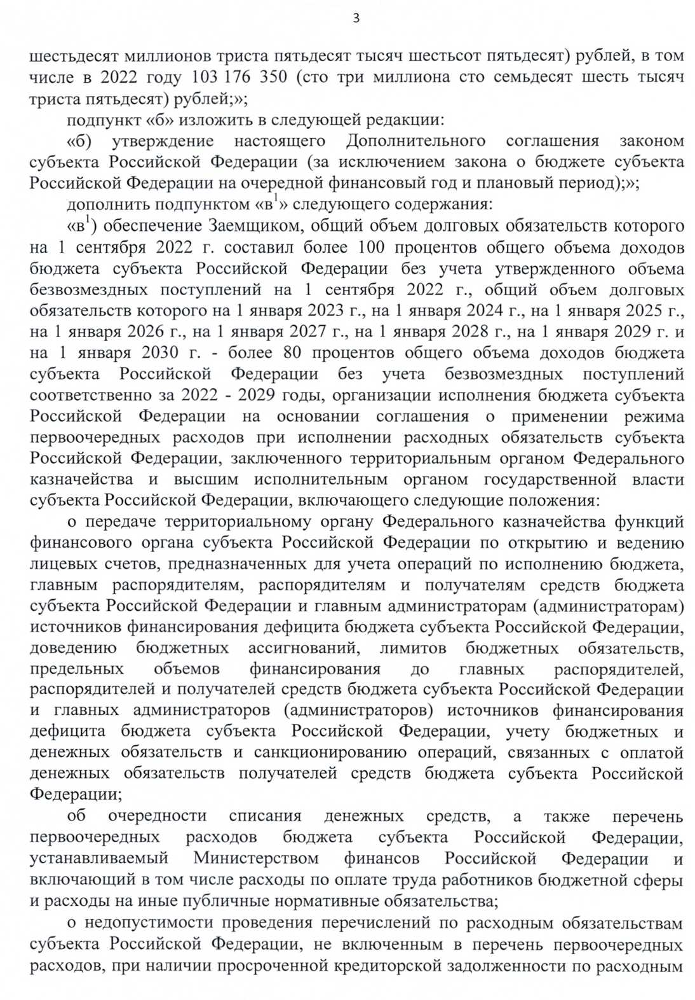 3
шестьдесят миллионов триста пятьдесят тысяч шестьсот пятьдесят) рублей, в том
числе в 2022 году 103 176 350 (сто три миллиона сто семьдесят шесть тысяч
триста пятьдесят) рублей;»;
подпункт «б» изложить в следующей редакции:
«б) утверждение настоящего Дополнительного соглашения законом
субъекта Российской Федерации (за исключением закона о бюджете субъекта
Российской Федерации на очередной финансовый год и плановый период);»;
дополнить подпунктом «в¹» следующего содержания:
«в¹) обеспечение Заемщиком, общий объем долговых обязательств которого
на 1 сентября 2022 г. составил более 100 процентов общего объема доходов
бюджета субъекта Российской Федерации без учета утвержденного объема
безвозмездных поступлений на 1 сентября 2022 г., общий объем долговых
обязательств которого на 1 января 2023 г., на 1 января 2024 г., на 1 января 2025 г.,
на 1 января 2026 г., на 1 января 2027 г., на 1 января 2028 г., на 1 января 2029 г. и
на 1 января 2030 г. - более 80 процентов общего объема доходов бюджета
субъекта Российской Федерации без учета безвозмездных поступлений
соответственно за 2022 - 2029 годы, организации исполнения бюджета субъекта
Российской Федерации на основании соглашения о применении режима
первоочередных расходов при исполнении расходных обязательств субъекта
Российской Федерации, заключенного территориальным органом Федерального
казначейства и высшим исполнительным органом государственной власти
субъекта Российской Федерации, включающего следующие положения:
о передаче территориальному органу Федерального казначейства функций
финансового органа субъекта Российской Федерации по открытию и ведению
лицевых счетов, предназначенных для учета операций по исполнению бюджета,
главным распорядителям, распорядителям и получателям средств бюджета
субъекта Российской Федерации и главным администраторам (администраторам)
источников финансирования дефицита бюджета субъекта Российской Федерации,
доведению бюджетных ассигнований, лимитов бюджетных обязательств,
предельных объемов финансирования до главных распорядителей,
распорядителей и получателей средств бюджета субъекта Российской Федерации
и главных администраторов (администраторов) источников финансирования
дефицита бюджета субъекта Российской Федерации, учету бюджетных и
денежных обязательств и санкционированию операций, связанных с оплатой
денежных обязательств получателей средств бюджета субъекта Российской
Федерации;
об очередности списания денежных средств, а также перечень
первоочередных расходов бюджета субъекта Российской Федерации,
устанавливаемый Министерством финансов Российской Федерации и
включающий в том числе расходы по оплате труда работников бюджетной сферы
и расходы на иные публичные нормативные обязательства;
о недопустимости проведения перечислений по расходным обязательствам
субъекта Российской Федерации, не включенным в перечень первоочередных
расходов, при наличии просроченной кредиторской задолженности по расходным